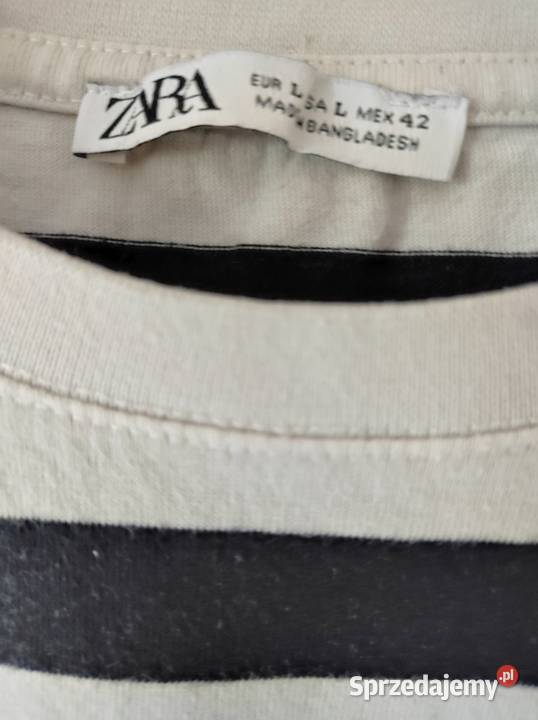 ZARA
EUR L USA L MEX 42
MADE IN BANGLADESH
Sprzedajemy.pl